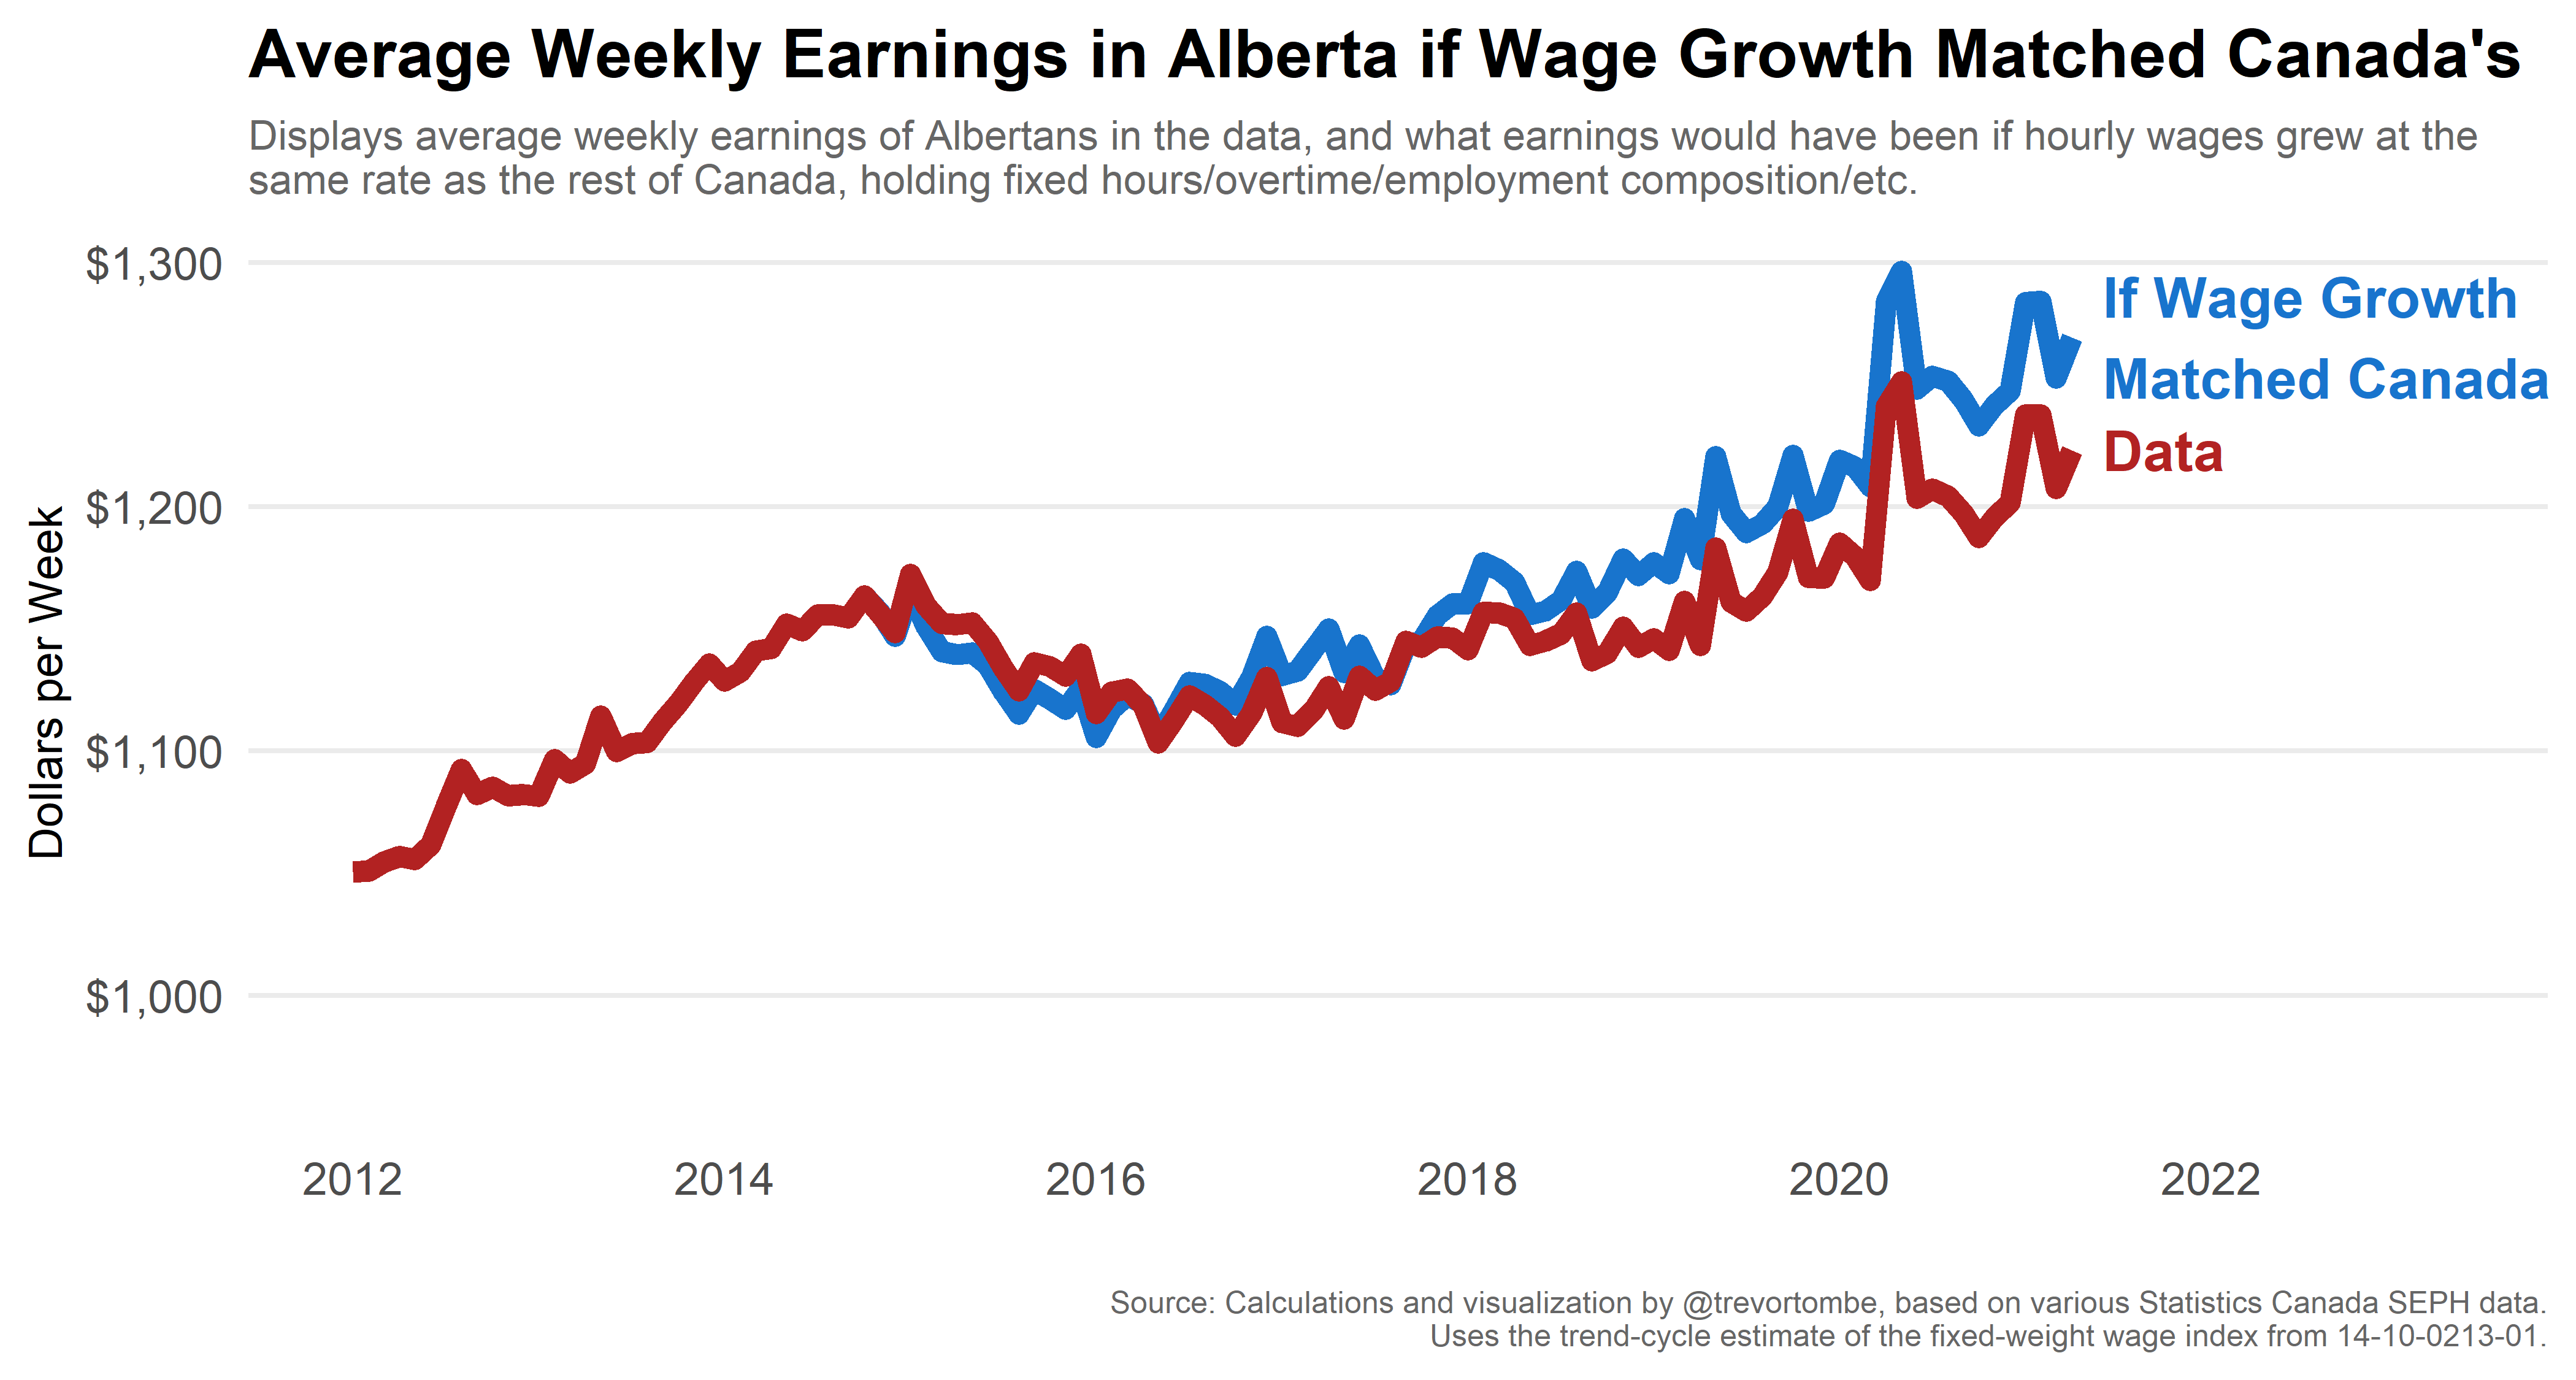 Average Weekly Earnings in Alberta if Wage Growth Matched Canada's
Displays average weekly earnings of Albertans in the data, and what earnings would have been if hourly wages grew at the
same rate as the rest of Canada, holding fixed hours/overtime/employment composition/etc.
$1,300
If Wage Growth
Matched Canada
Data
$1,200
Dollars per Week
$1,100
$1,000
2012
2014
2016
2018
2020
2022
Source: Calculations and visualization by @trevortombe, based on various Statistics Canada SEPH data.
Uses the trend-cycle estimate of the fixed-weight wage index from 14-10-0213-01.